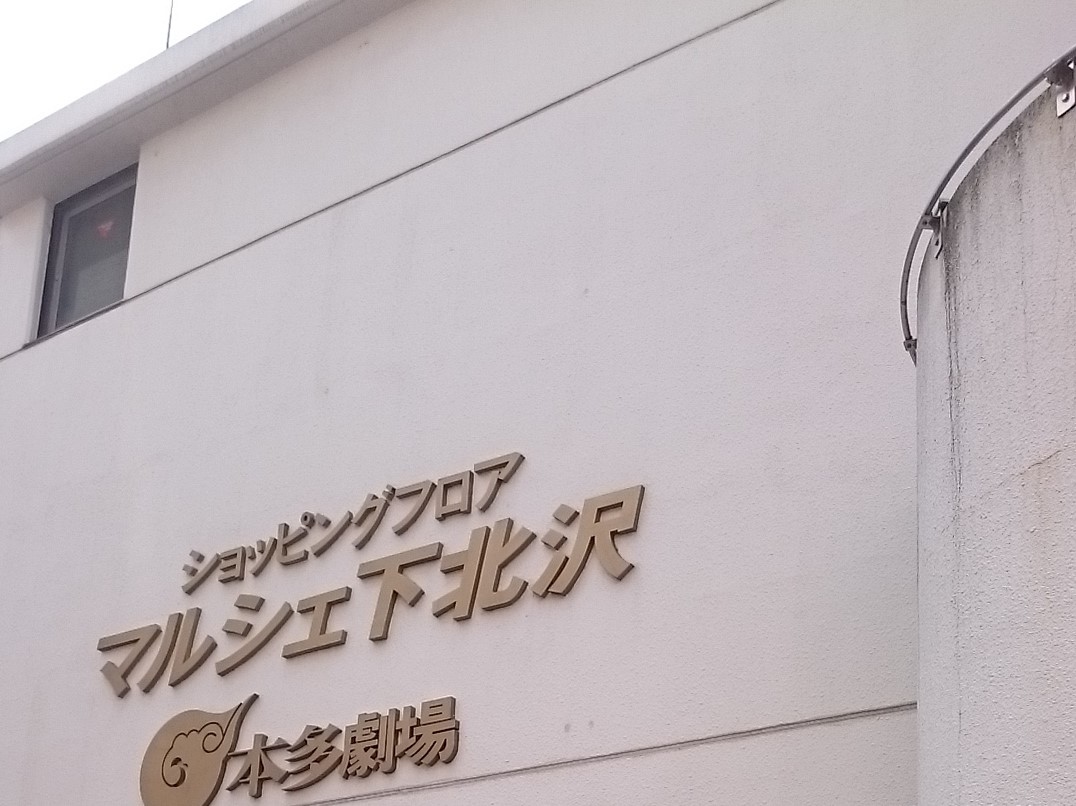 ショッピングフロア
マルシェ下北沢
本多劇場